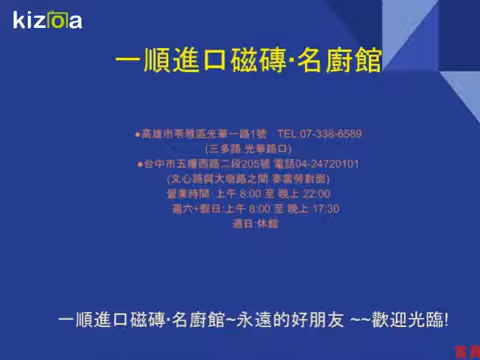 kizoa
一順進口磁磚·名廚館
●高雄市苓雅區光華一路1號 TEL:07-338-6589
(三多路.光華路口)
●台中市五權西路二段205號 電話04-24720101
(文心路與大墩路之間 麥當勞對面)
營業時間:上午 8:00 至 晚上 22:00
週六+假日:上午 8:00 至 晚上 17:30
週日:休館
一順進口磁磚·名廚館~永遠的好朋友 ~~歡迎光臨!